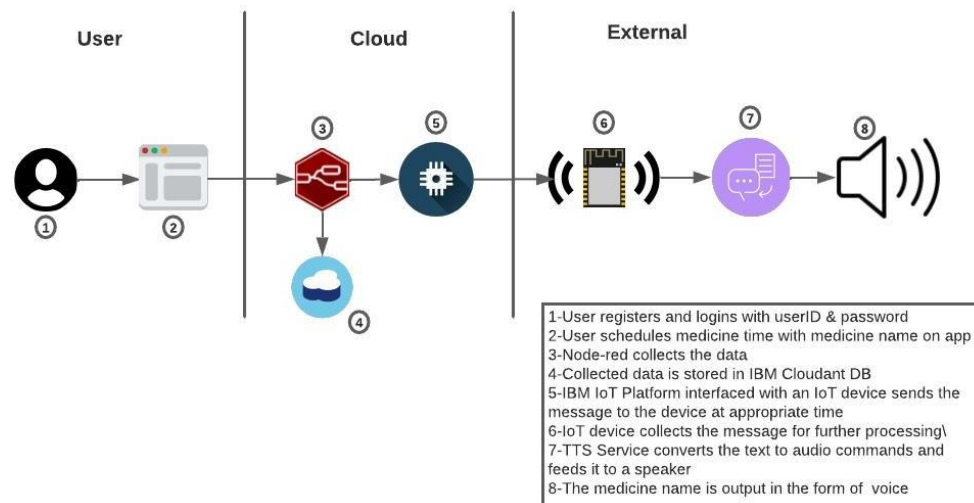 User
Cloud
External
1
2
3
4
5
6
7
8
1-User registers and logins with userID & password
2-User schedules medicine time with medicine name on app
3-Node-red collects the data
4-Collected data is stored in IBM Cloudant DB
5-IBM IoT Platform interfaced with an IoT device sends the
message to the device at appropriate time
6-IoT device collects the message for further processing\
7-TTS Service converts the text to audio commands and
feeds it to a speaker
8-The medicine name is output in the form of  voice